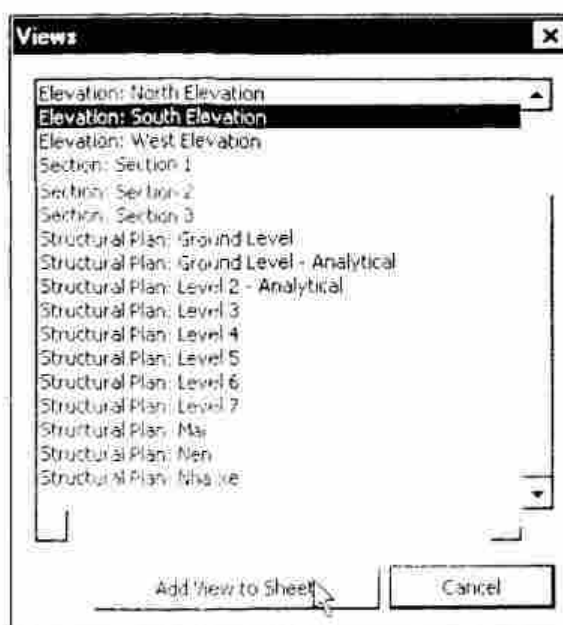 Views
Elevation: North Elevation
Elevation: South Elevation
Elevation: West Elevation
Section: Section 1
Section: Section 2
Section: Section 3
Structural Plan: Ground Level
Structural Plan: Ground Level - Analytical
Structural Plan: Level 2 - Analytical
Structural Plan: Level 3
Structural Plan: Level 4
Structural Plan: Level 5
Structural Plan: Level 6
Structural Plan: Level 7
Structural Plan: Mai
Structural Plan: Nen
Structural Plan: Nha xe
Add View to Sheet
Cancel